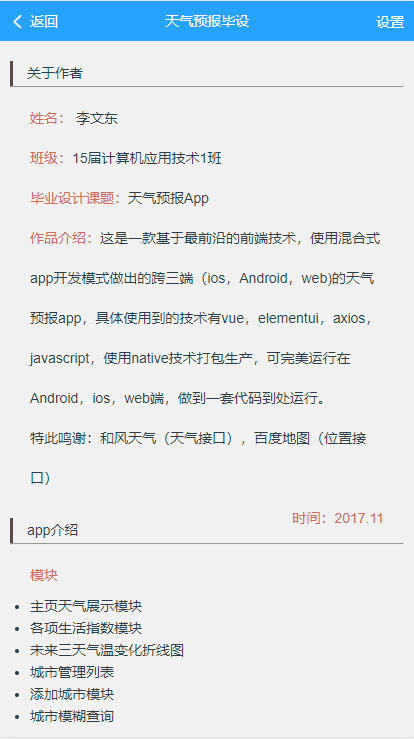 返回 天气预报毕设 设置
关于作者
姓名： 李文东
班级：15届计算机应用技术1班
毕业设计课题：天气预报App
作品介绍：这是一款基于最前沿的前端技术，使用混合式
app开发模式做出的跨三端（ios，Android，web)的天气
预报app，具体使用到的技术有vue，elementui，axios，
javascript，使用native技术打包生产，可完美运行在
Android，ios，web端，做到一套代码到处运行。
特此鸣谢：和风天气（天气接口），百度地图（位置接
口）
时间：2017.11
app介绍
模块
主页天气展示模块
各项生活指数模块
未来三天气温变化折线图
城市管理列表
添加城市模块
城市模糊查询